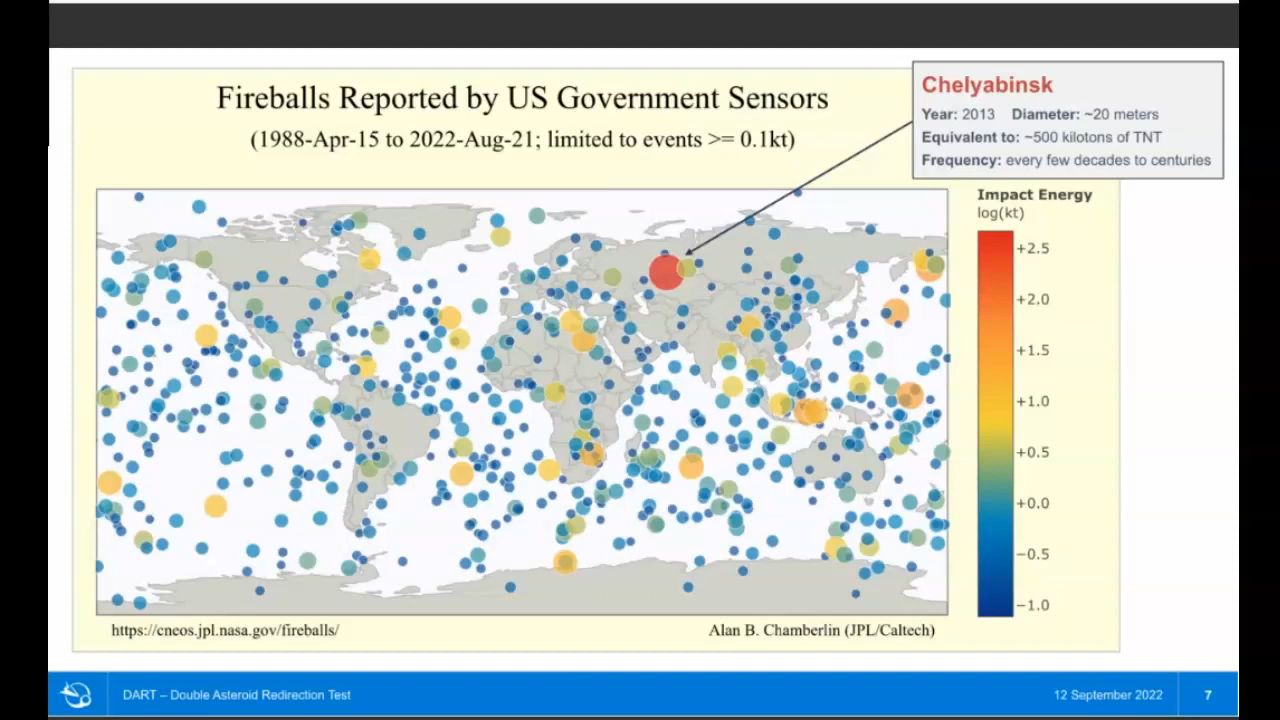 Fireballs Reported by US Government Sensors
(1988-Apr-15 to 2022-Aug-21; limited to events >= 0.1kt)
Chelyabinsk
Year: 2013 Diameter: ~20 meters
Equivalent to: ~500 kilotons of TNT
Frequency: every few decades to centuries
Impact Energy
log(kt)
+2.5
+2.0
+1.5
+1.0
+0.5
+0.0
−0.5
−1.0
https://cneos.jpl.nasa.gov/fireballs/
Alan B. Chamberlin (JPL/Caltech)
DART – Double Asteroid Redirection Test
12 September 2022
7